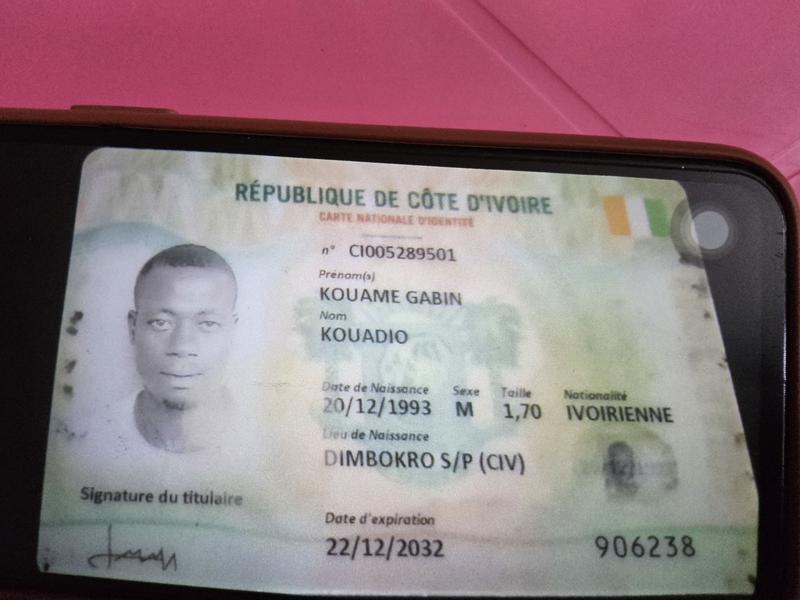 RÉPUBLIQUE DE CÔTE D'IVOIRE
CARTE NATIONALE D'IDENTITÉ
n° CI005289501
Prénom(s)
KOUAME GABIN
Nom
KOUADIO
Date de Naissance Sexe Taille Nationalité
20/12/1993 M 1,70 IVOIRIENNE
Lieu de Naissance
DIMBOKRO S/P (CIV)
Signature du titulaire
Date d'expiration
22/12/2032
906238